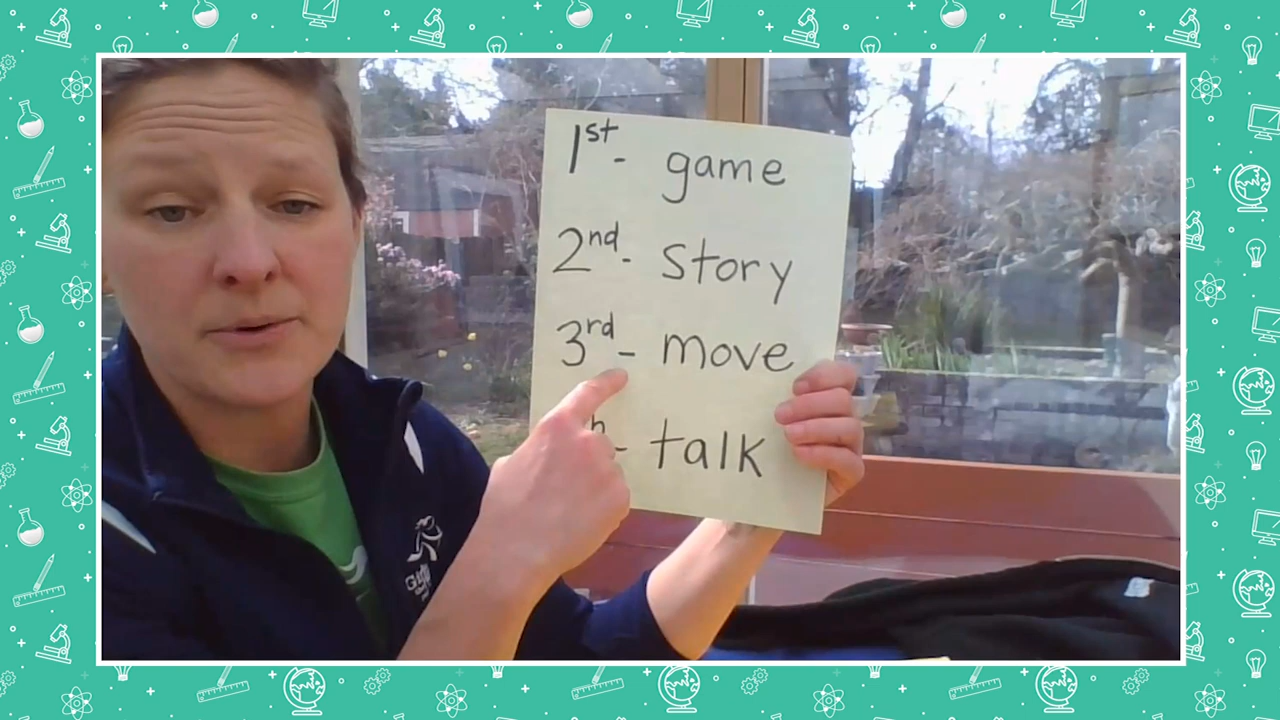 1st- game
2nd- story
3rd- move
h- talk